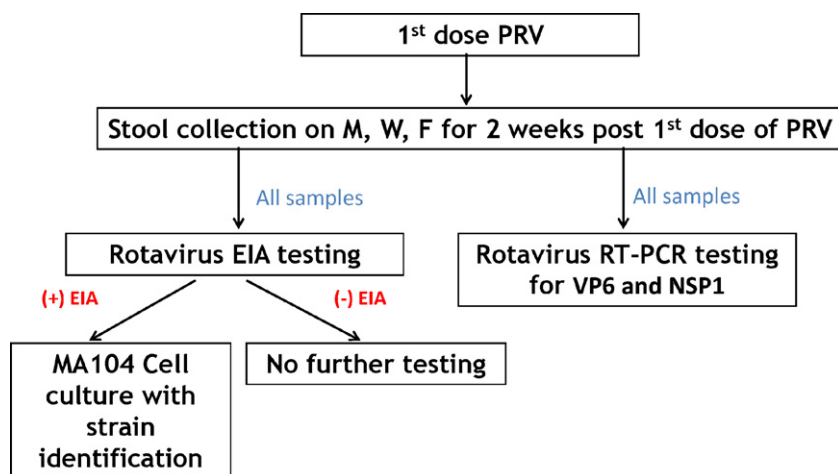 1st dose PRV
Stool collection on M, W, F for 2 weeks post 1st dose of PRV
All samples
All samples
Rotavirus EIA testing
Rotavirus RT-PCR testing
for VP6 and NSP1
(+) EIA
(-) EIA
MA104 Cell
culture with
strain
identification
No further testing